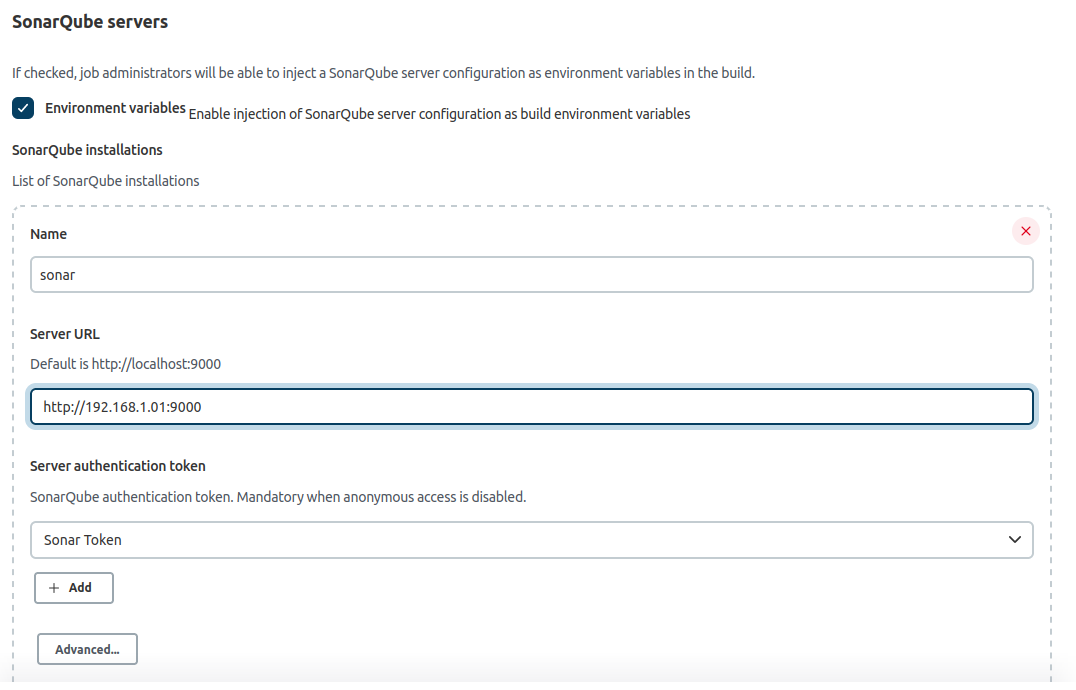 SonarQube servers
If checked, job administrators will be able to inject a SonarQube server configuration as environment variables in the build.
Environment variables Enable injection of SonarQube server configuration as build environment variables
SonarQube installations
List of SonarQube installations
Name
sonar
Server URL
Default is http://localhost:9000
http://192.168.1.01:9000
Server authentication token
SonarQube authentication token. Mandatory when anonymous access is disabled.
Sonar Token
+ Add
Advanced...